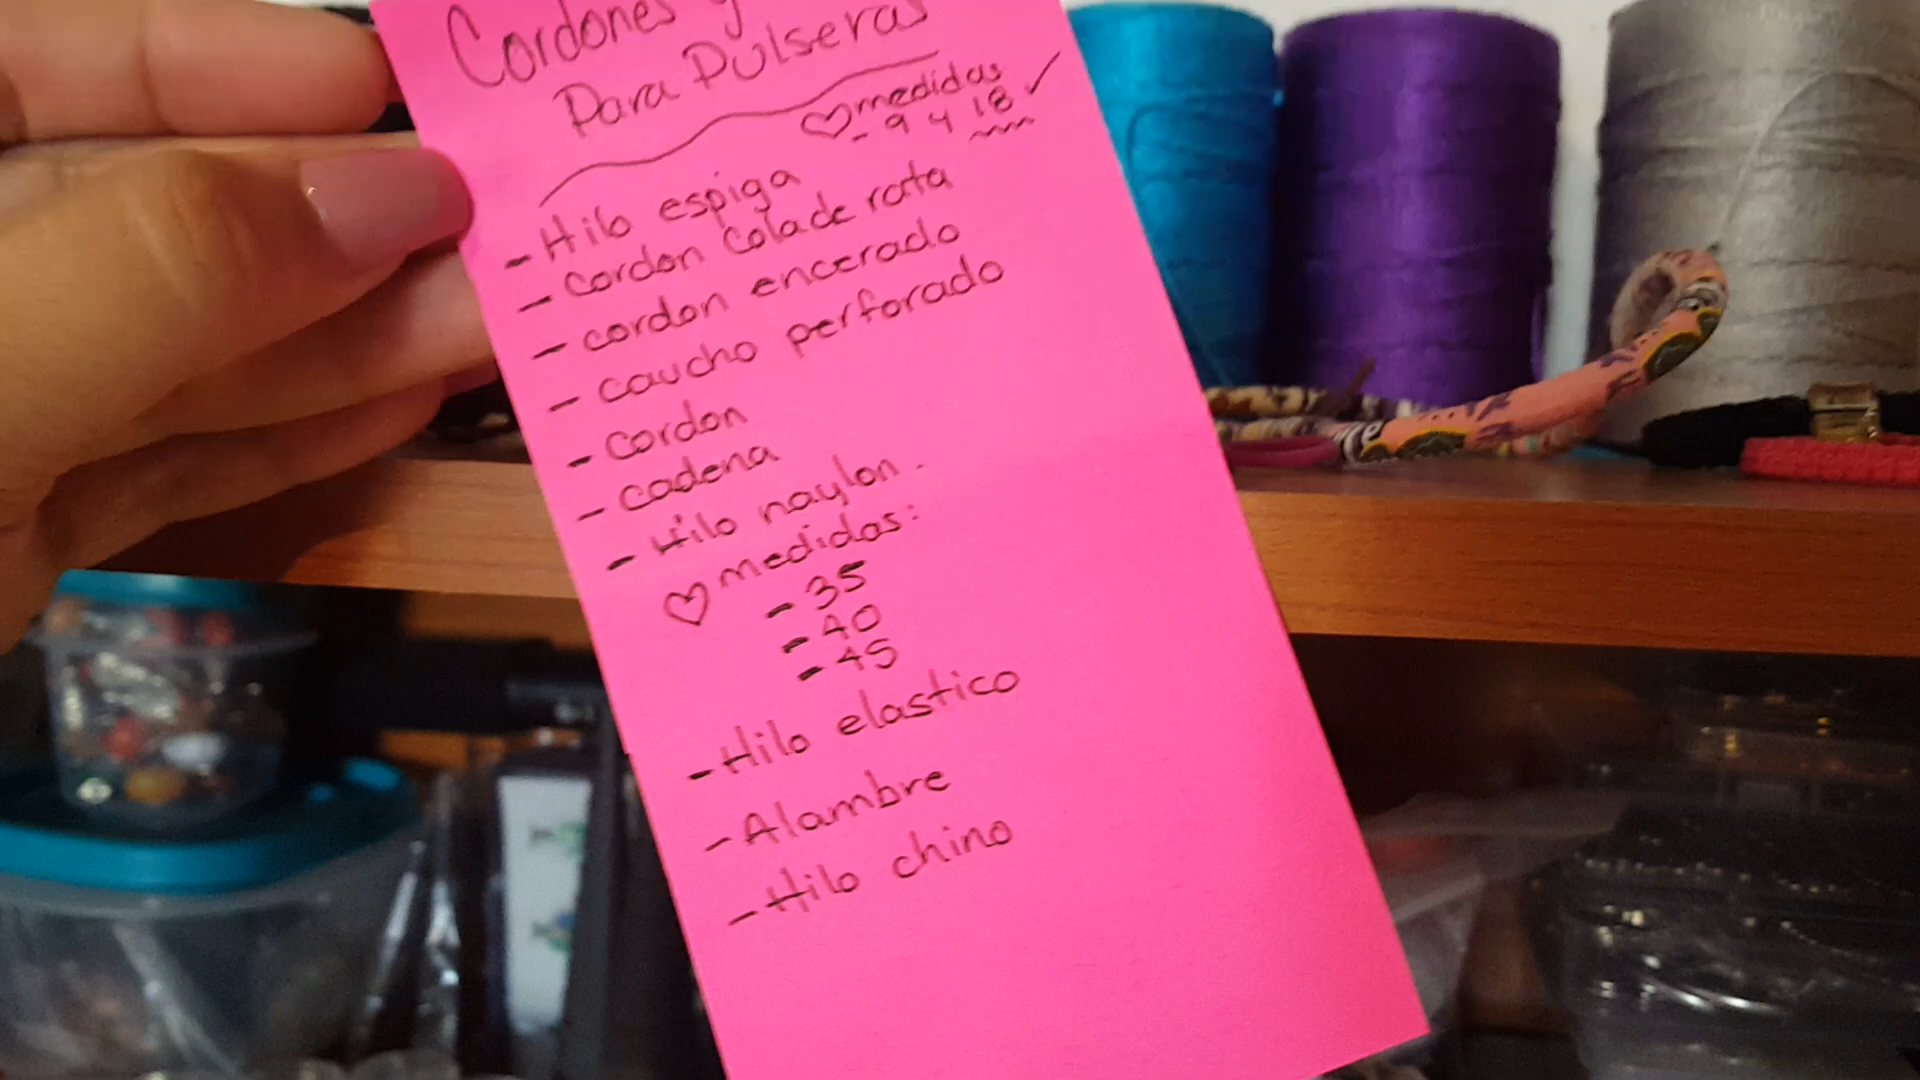 Cordones y
Para Pulseras
♡ medidas ✓
- 9 y 18
- Hilo espiga
- Cordon Cola de rata
- cordon encerado
- caucho perforado
- Cordon
- cadena
- Hilo naylon.
♡ medidas:
- 35
- 40
- 45
- Hilo elastico
- Alambre
- Hilo chino